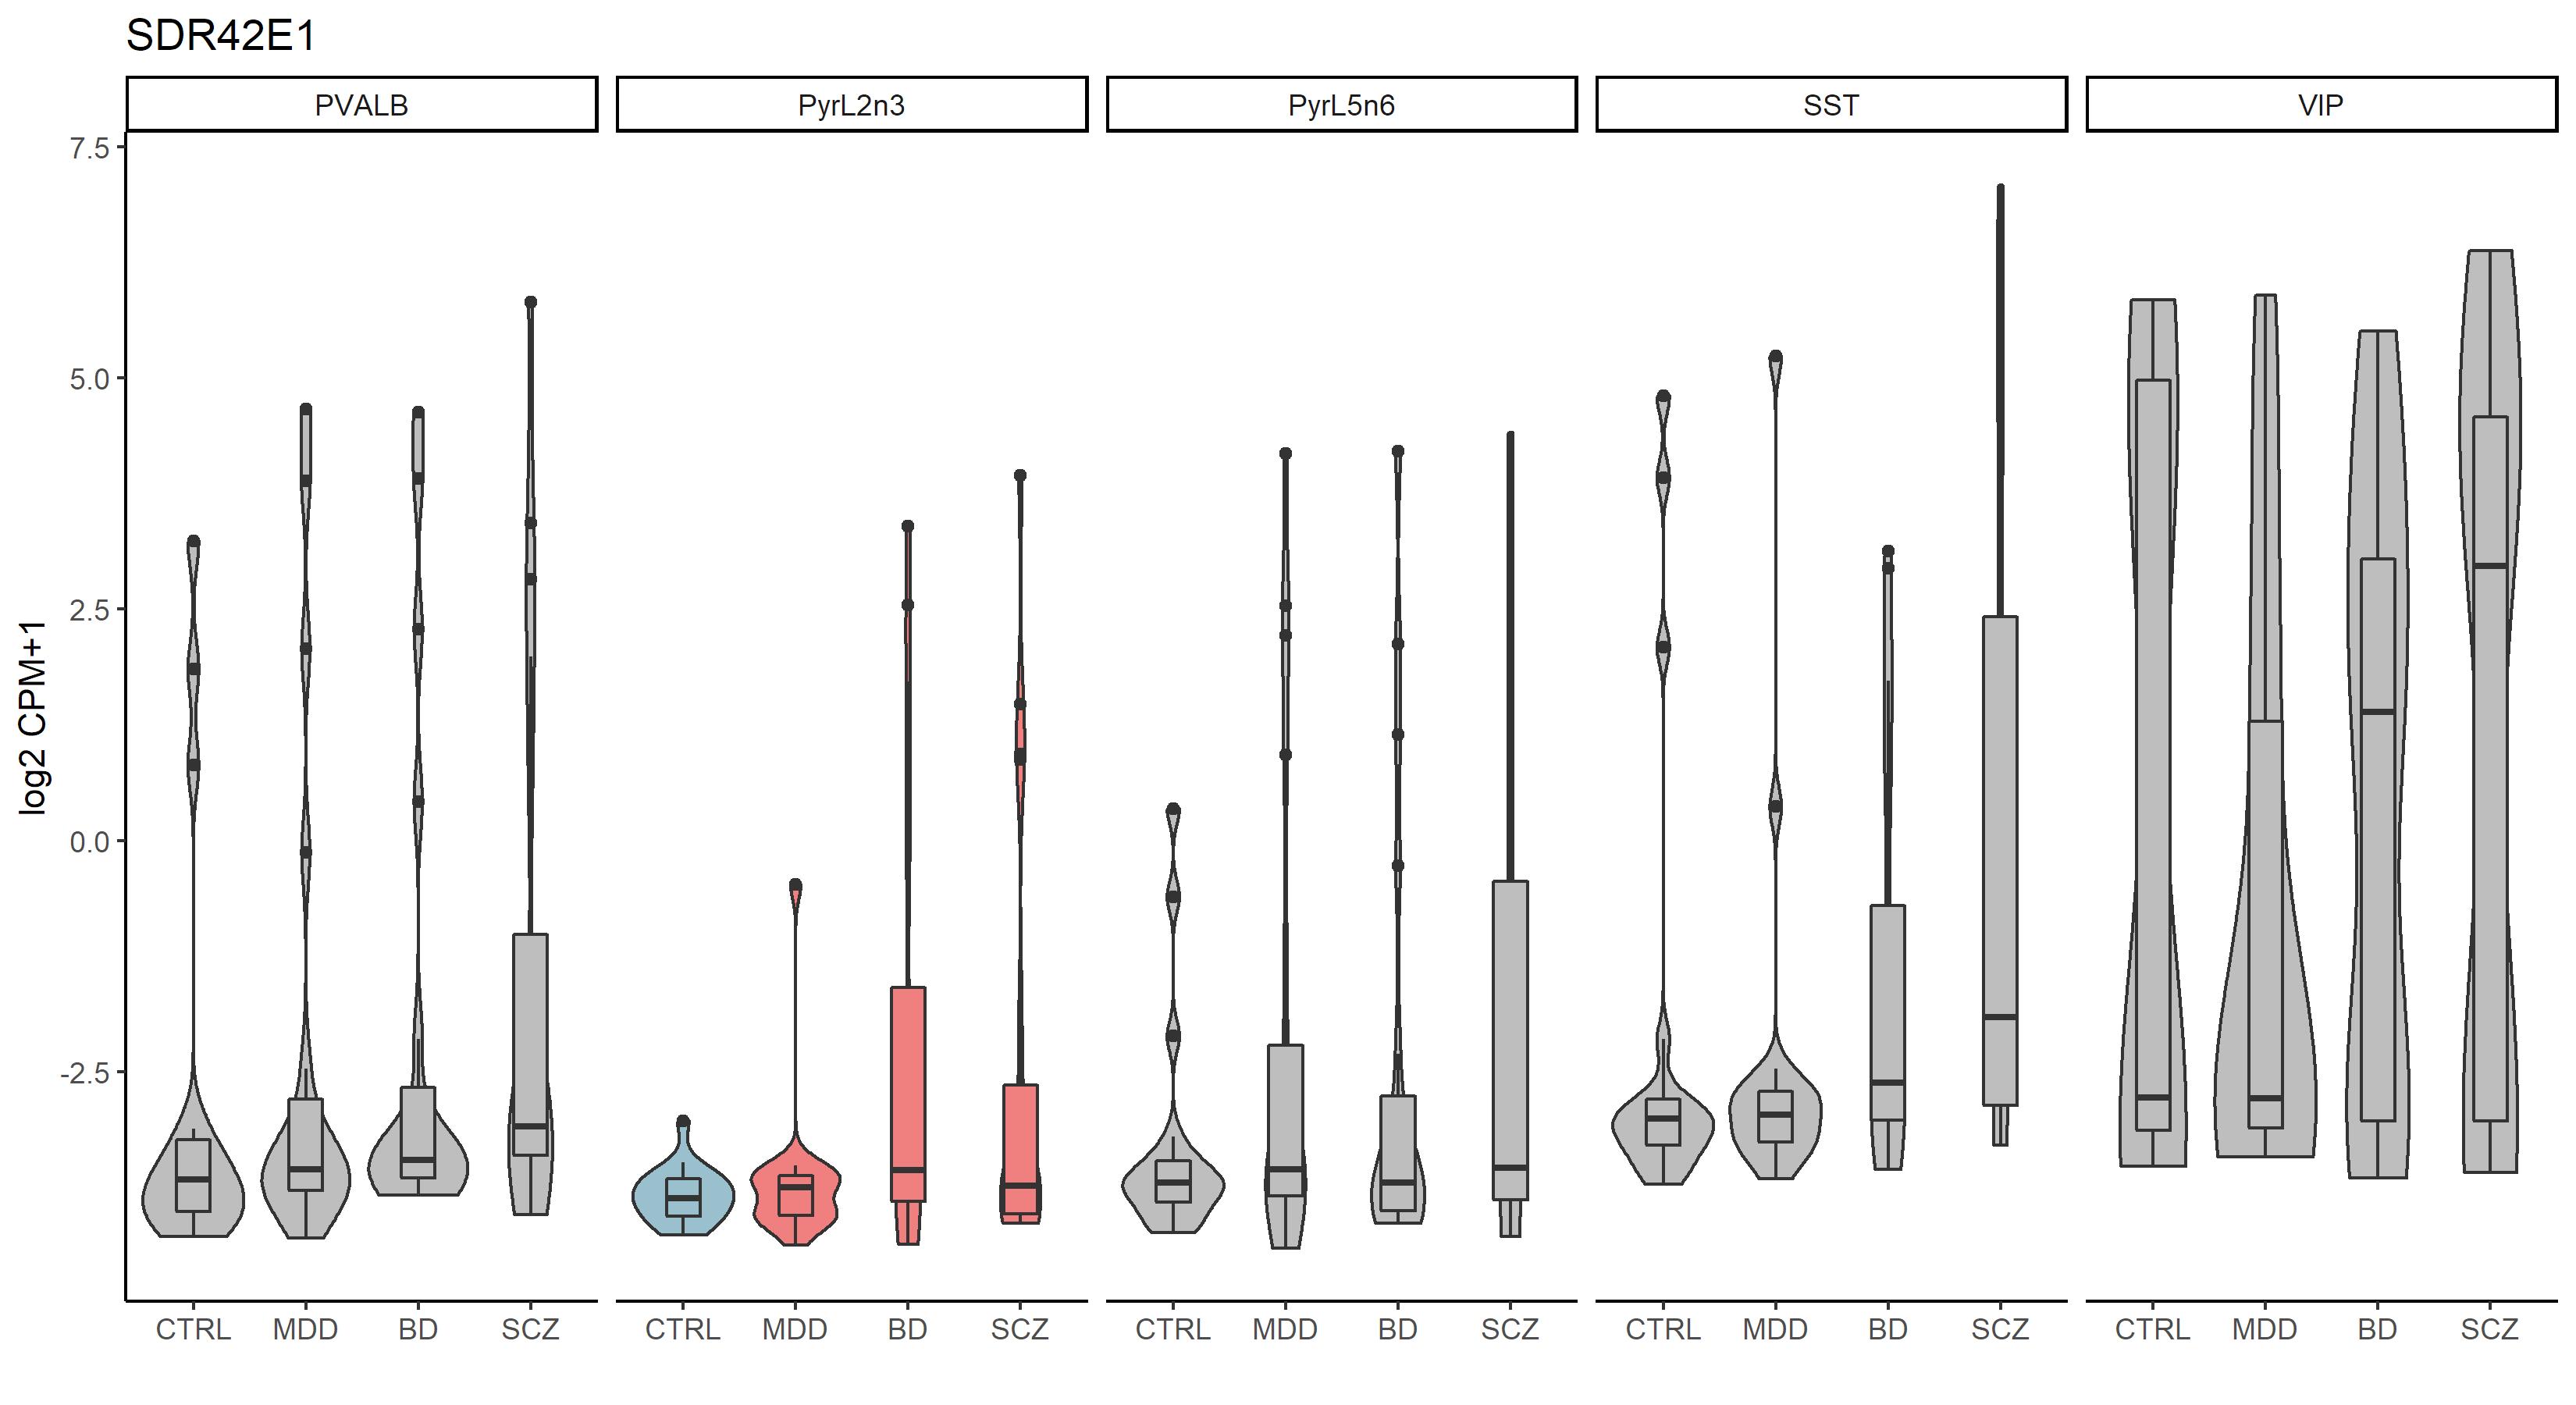 SDR42E1
PVALB PyrL2n3 PyrL5n6 SST VIP
7.5
5.0
2.5
0.0
-2.5
log2 CPM+1
CTRL MDD BD SCZ CTRL MDD BD SCZ CTRL MDD BD SCZ CTRL MDD BD SCZ CTRL MDD BD SCZ